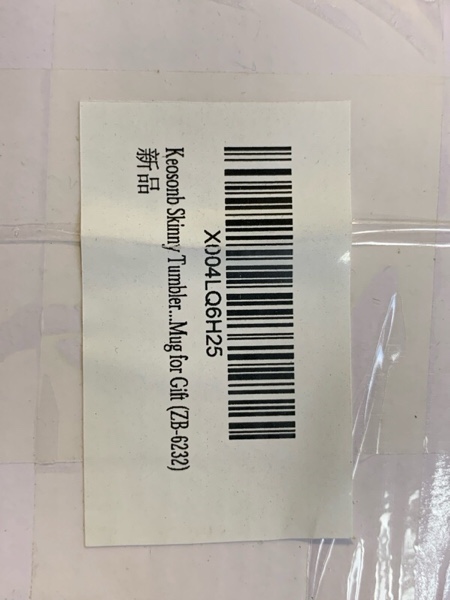 X004LQ6H25
Keosonb Skinny Tumbler...Mug for Gift (ZB-6232)
新品